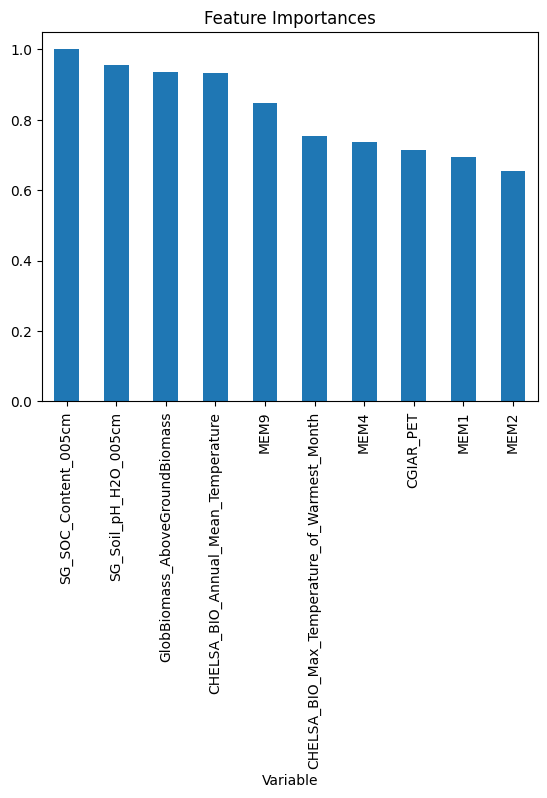 Feature Importances
1.0
0.8
0.6
0.4
0.2
0.0
SG_SOC_Content_005cm
SG_Soil_pH_H2O_005cm
GlobBiomass_AboveGroundBiomass
CHELSA_BIO_Annual_Mean_Temperature
MEM9
CHELSA_BIO_Max_Temperature_of_Warmest_Month
MEM4
CGIAR_PET
MEM1
MEM2
Variable